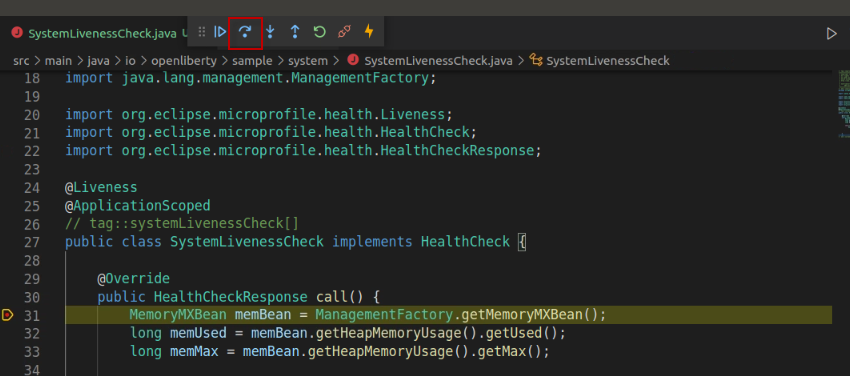 SystemLivenessCheck.java U
src > main > java > io > openliberty > sample > system > SystemLivenessCheck.java > SystemLivenessCheck
18 import java.lang.management.ManagementFactory;
19
20 import org.eclipse.microprofile.health.Liveness;
21 import org.eclipse.microprofile.health.HealthCheck;
22 import org.eclipse.microprofile.health.HealthCheckResponse;
23
24 @Liveness
25 @ApplicationScoped
26 // tag::systemLivenessCheck[]
27 public class SystemLivenessCheck implements HealthCheck {
28
29 @Override
30 public HealthCheckResponse call() {
31 MemoryMXBean memBean = ManagementFactory.getMemoryMXBean();
32 long memUsed = memBean.getHeapMemoryUsage().getUsed();
33 long memMax = memBean.getHeapMemoryUsage().getMax();
34